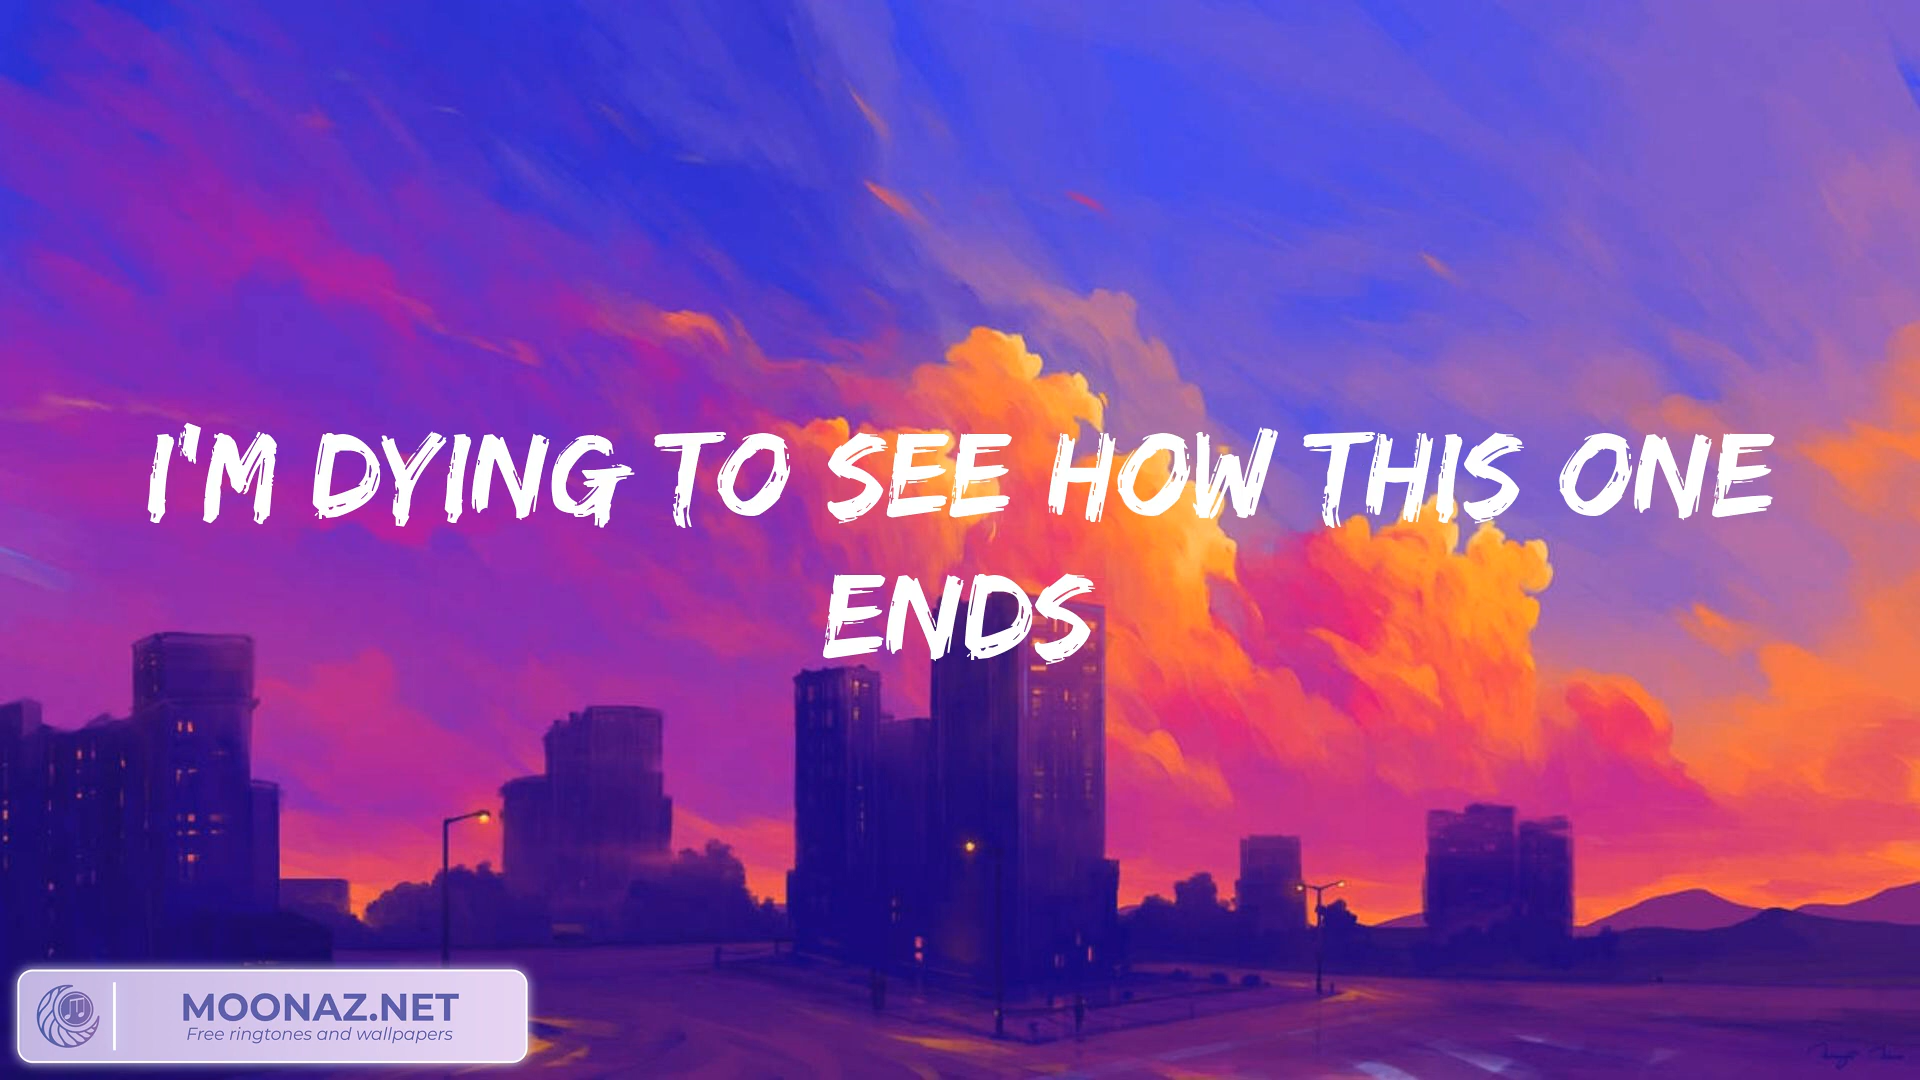 I'M DYING TO SEE HOW THIS ONE
ENDS
MOONAZ.NET
Free ringtones and wallpapers